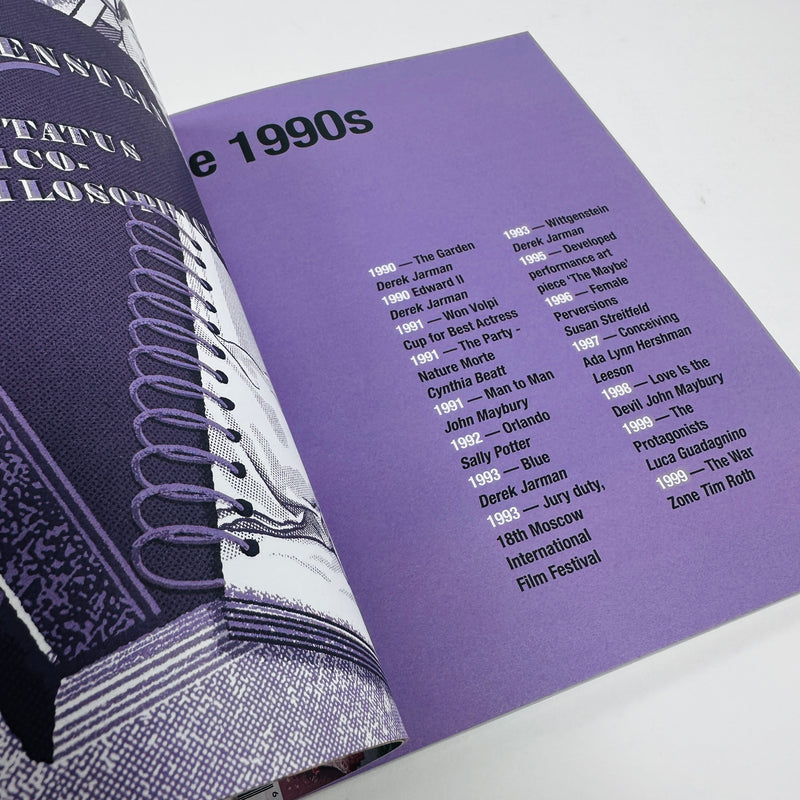 ENSTEIN
TATUS
ICO-
ILOSOPHICUS
e 1990s
1990 — The Garden
Derek Jarman
1990 Edward II
Derek Jarman
1991 — Won Volpi
Cup for Best Actress
1991 — The Party -
Nature Morte
Cynthia Beatt
1991 — Man to Man
John Maybury
1992 — Orlando
Sally Potter
1993 — Blue
Derek Jarman
1993 — Jury duty,
18th Moscow
International
Film Festival
1993 — Wittgenstein
Derek Jarman
1995 — Developed
performance art
piece ‘The Maybe’
1996 — Female
Perversions
Susan Streitfeld
1997 — Conceiving
Ada Lynn Hershman
Leeson
1998 — Love Is the
Devil John Maybury
1999 — The
Protagonists
Luca Guadagnino
1999 — The War
Zone Tim Roth